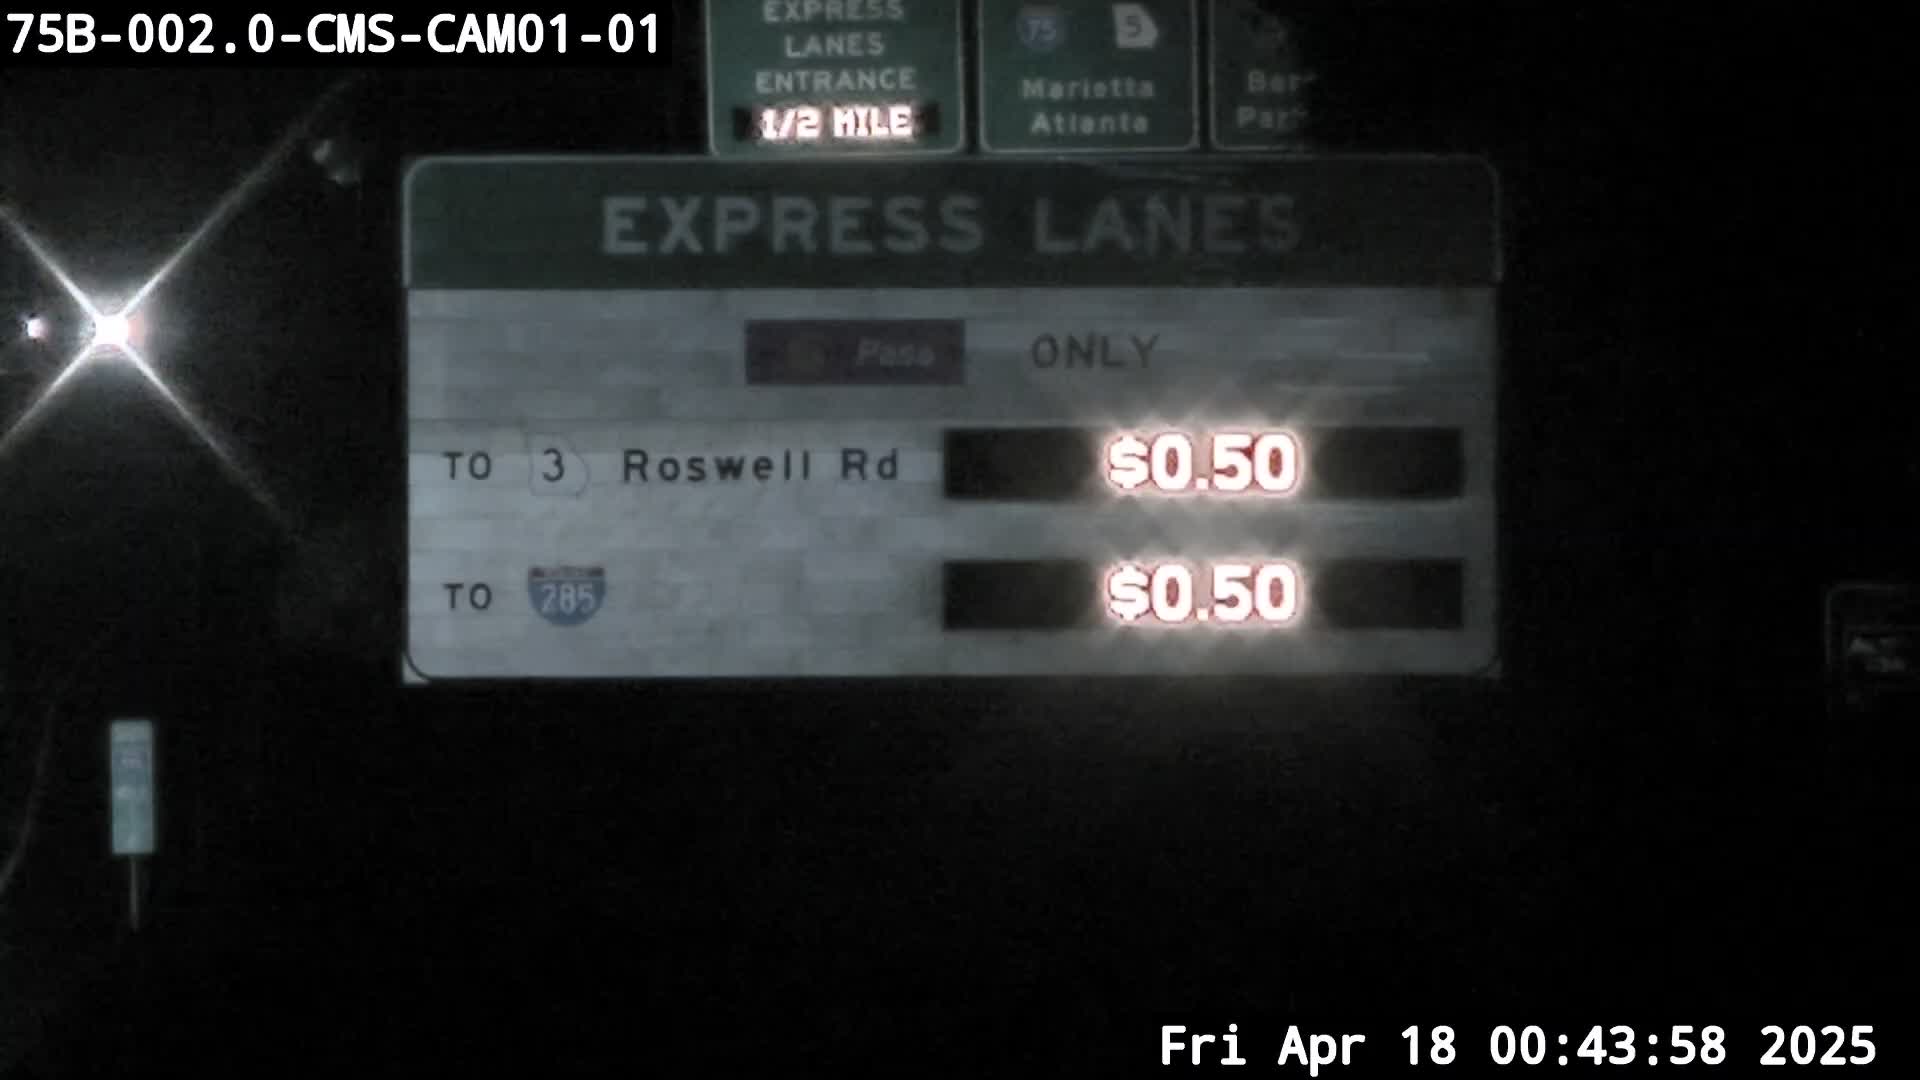 75B-002.0-CMS-CAM01-01
EXPRESS
LANES
ENTRANCE
1/2 MILE
75 5
Marietta
Atlanta
EXPRESS LANES
Pass ONLY
TO 3 Roswell Rd $0.50
TO 285 $0.50
Fri Apr 18 00:43:58 2025